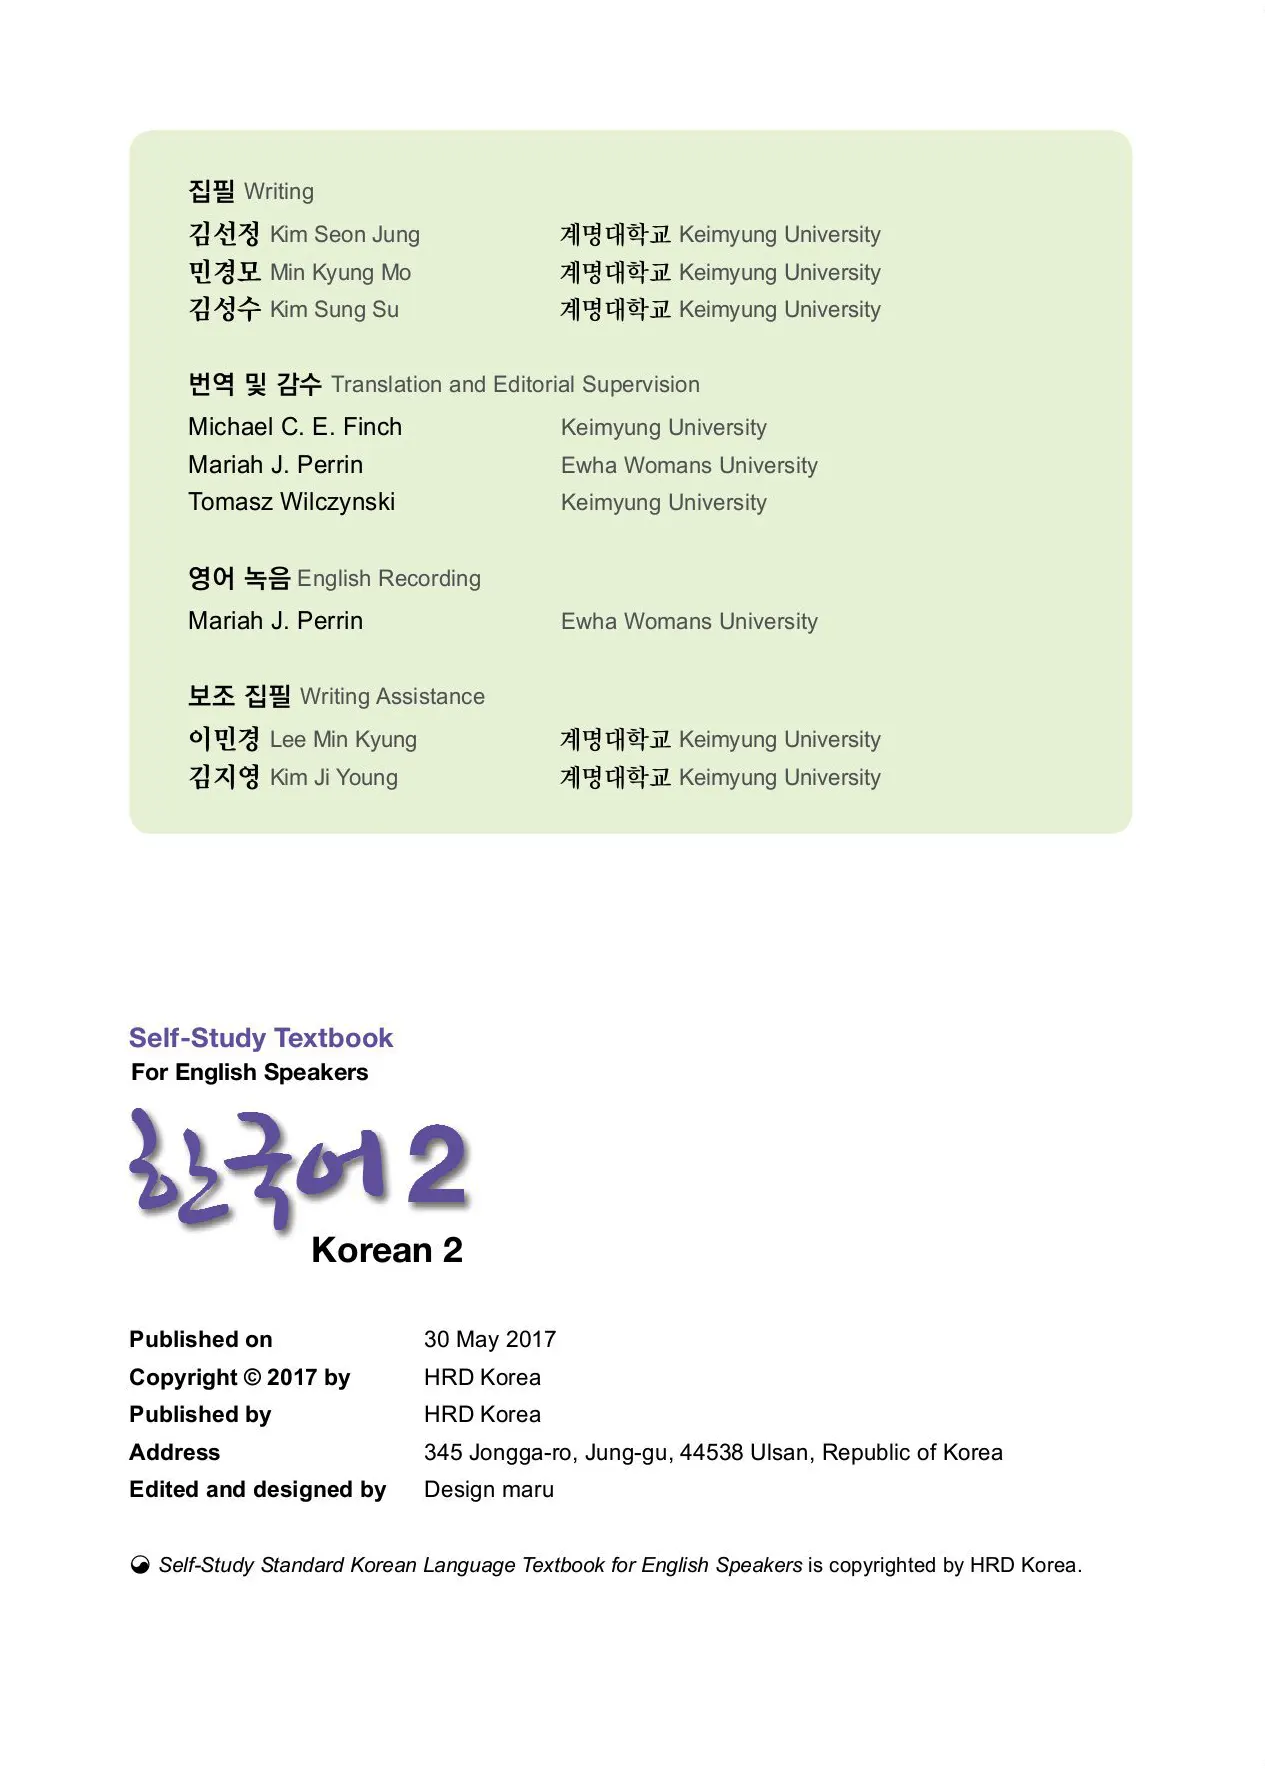 집필 Writing
김선정 Kim Seon Jung 계명대학교 Keimyung University
민경모 Min Kyung Mo 계명대학교 Keimyung University
김성수 Kim Sung Su 계명대학교 Keimyung University
번역 및 감수 Translation and Editorial Supervision
Michael C. E. Finch Keimyung University
Mariah J. Perrin Ewha Womans University
Tomasz Wilczynski Keimyung University
영어 녹음 English Recording
Mariah J. Perrin Ewha Womans University
보조 집필 Writing Assistance
이민경 Lee Min Kyung 계명대학교 Keimyung University
김지영 Kim Ji Young 계명대학교 Keimyung University
Self-Study Textbook
For English Speakers
한국어 2
Korean 2
Published on 30 May 2017
Copyright © 2017 by HRD Korea
Published by HRD Korea
Address 345 Jongga-ro, Jung-gu, 44538 Ulsan, Republic of Korea
Edited and designed by Design maru
Self-Study Standard Korean Language Textbook for English Speakers is copyrighted by HRD Korea.